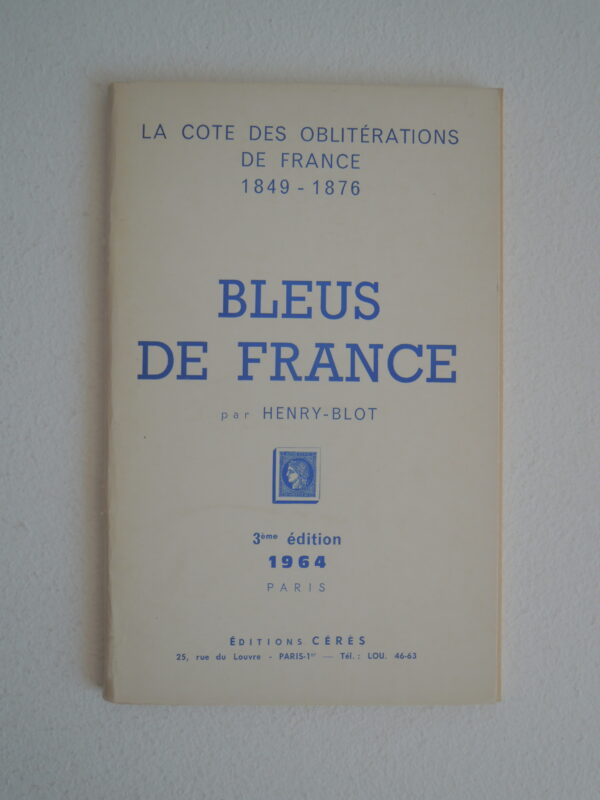 LA COTE DES OBLITÉRATIONS
DE FRANCE
1849 - 1876
BLEUS
DE FRANCE
par HENRY-BLOT
3ème édition
1964
PARIS
ÉDITIONS CÉRÈS
25, rue du Louvre - PARIS-1er — Tél. : LOU. 46-63